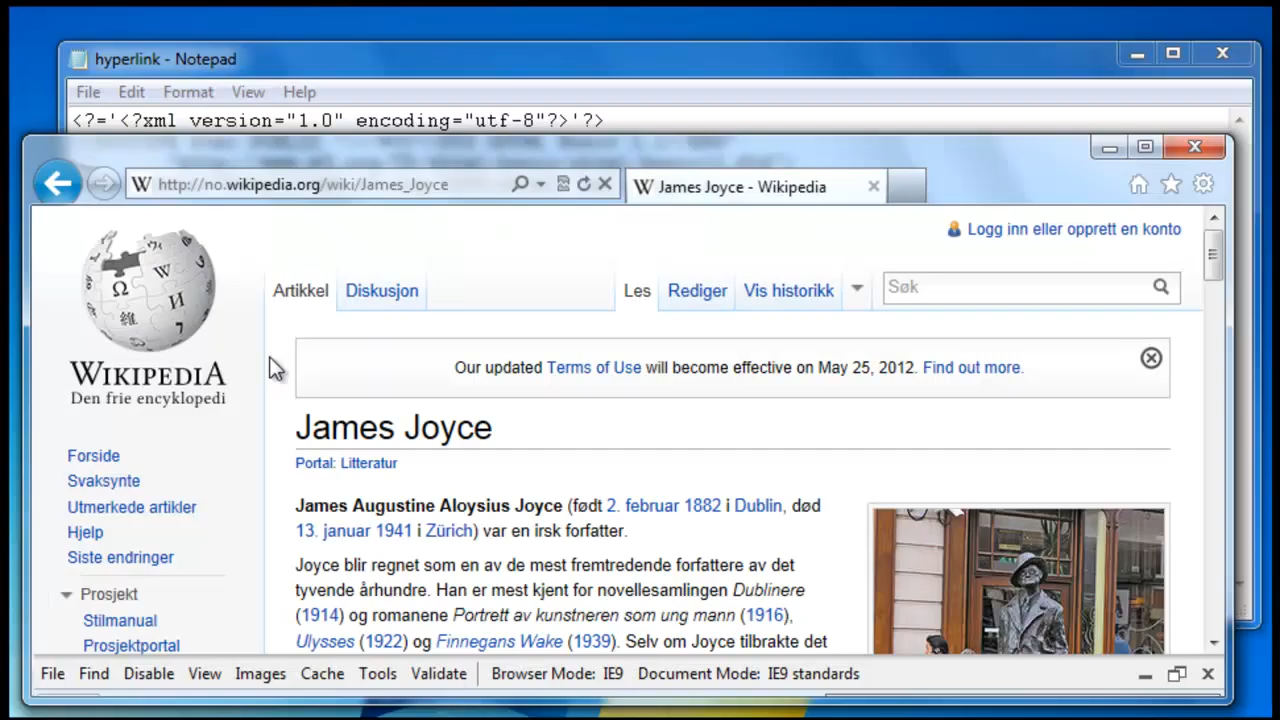 hyperlink - Notepad
File Edit Format View Help
<?='<?xml version="1.0" encoding="utf-8"?>'?>
http://no.wikipedia.org/wiki/James_Joyce
James Joyce - Wikipedia
Logg inn eller opprett en konto
Artikkel Diskusjon Les Rediger Vis historikk Søk
WIKIPEDIA
Den frie encyklopedi
Our updated Terms of Use will become effective on May 25, 2012. Find out more.
James Joyce
Portal: Litteratur
Forside
Svaksynte
Utmerkede artikler
Hjelp
Siste endringer
Prosjekt
Stilmanual
Prosjektportal
James Augustine Aloysius Joyce (født 2. februar 1882 i Dublin, død
13. januar 1941 i Zürich) var en irsk forfatter.
Joyce blir regnet som en av de mest fremtredende forfattere av det
tyvende århundre. Han er mest kjent for novellesamlingen Dublinere
(1914) og romanene Portrett av kunstneren som ung mann (1916),
Ulysses (1922) og Finnegans Wake (1939). Selv om Joyce tilbrakte det
File Find Disable View Images Cache Tools Validate Browser Mode: IE9 Document Mode: IE9 standards